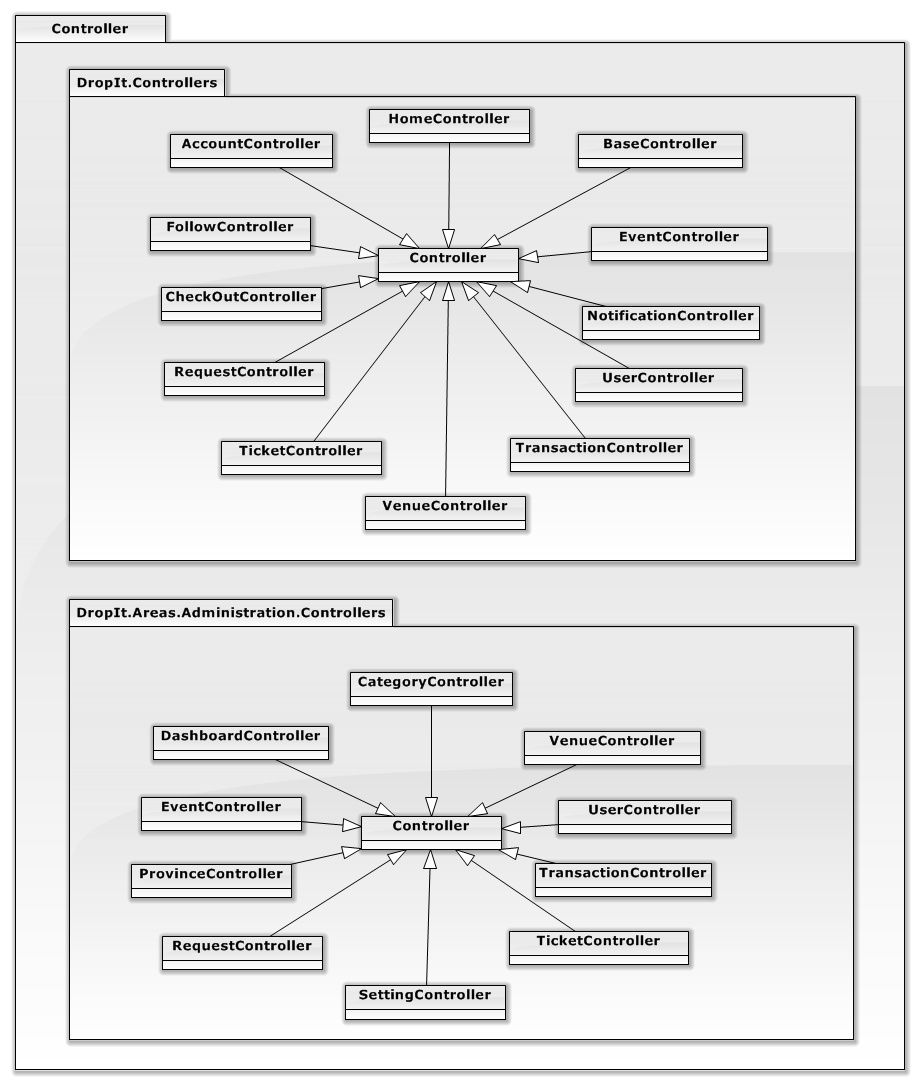 Controller
DropIt.Controllers
HomeController
AccountController
BaseController
FollowController
EventController
Controller
CheckOutController
NotificationController
RequestController
UserController
TicketController
TransactionController
VenueController
DropIt.Areas.Administration.Controllers
CategoryController
DashboardController
VenueController
EventController
UserController
Controller
ProvinceController
TransactionController
RequestController
TicketController
SettingController